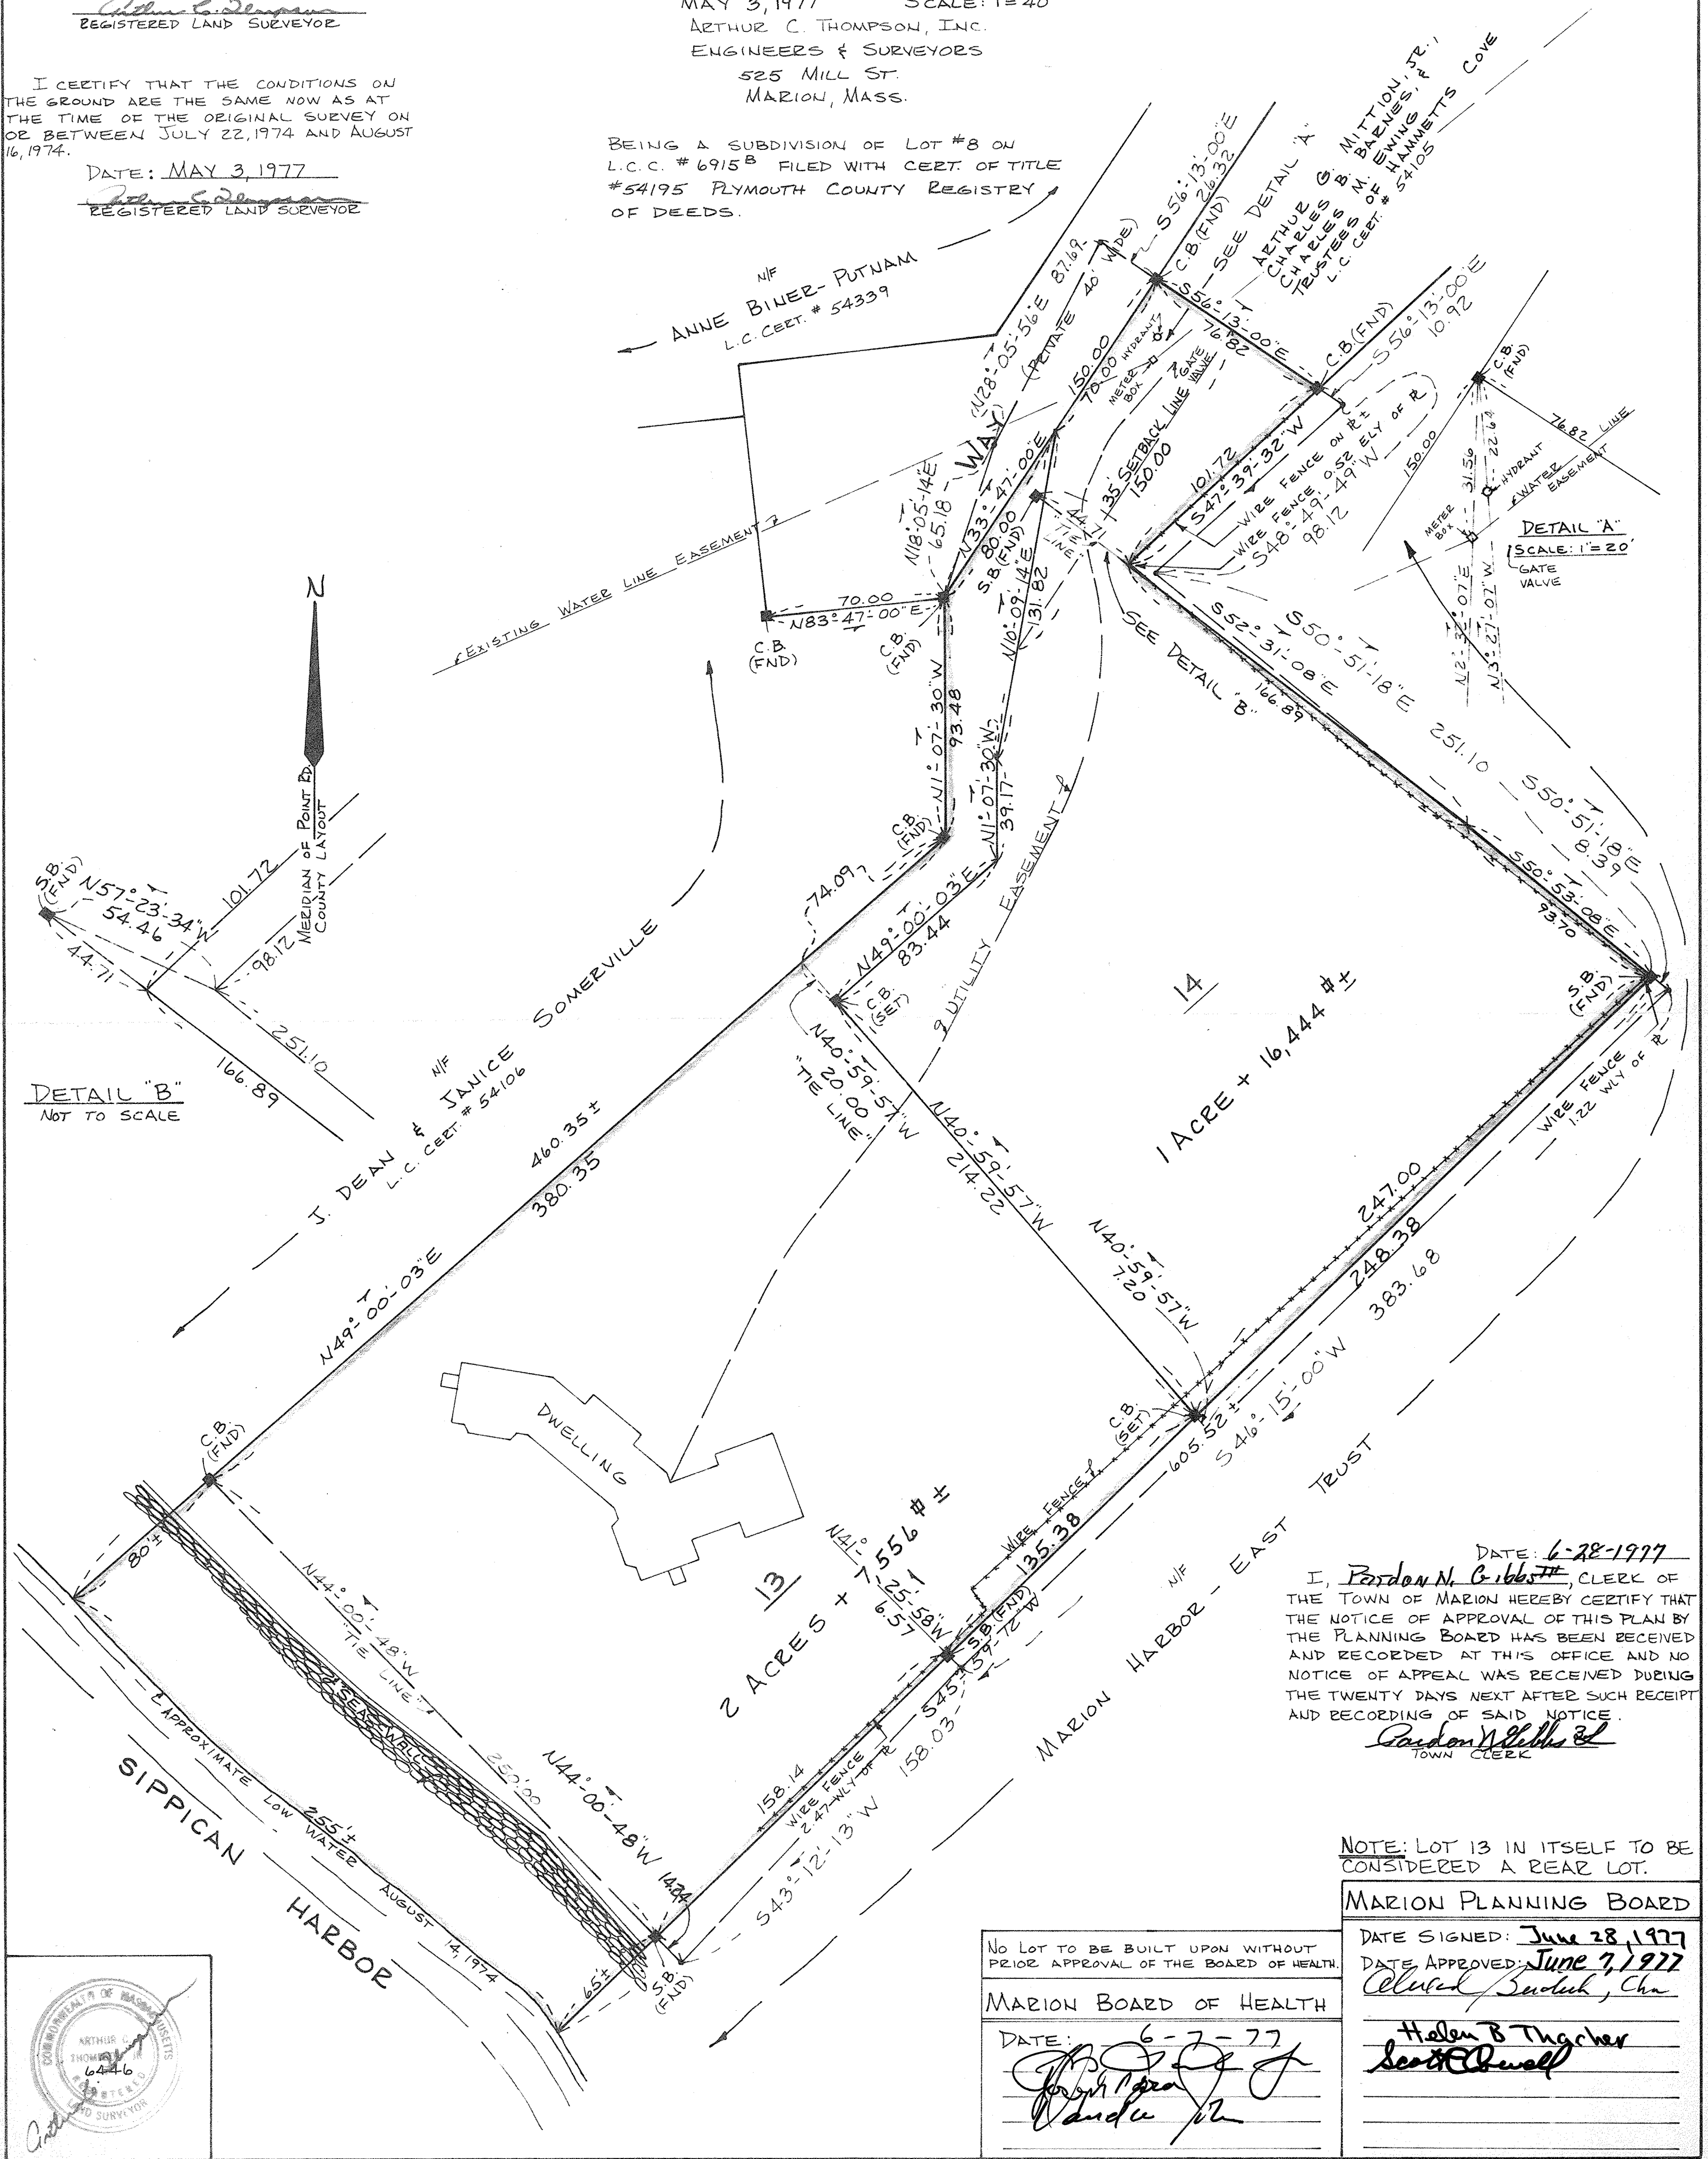 REGISTERED LAND SURVEYOR
I CERTIFY THAT THE CONDITIONS ON
THE GROUND ARE THE SAME NOW AS AT
THE TIME OF THE ORIGINAL SURVEY ON
OR BETWEEN JULY 22, 1974 AND AUGUST
16, 1974.
DATE: MAY 3, 1977
REGISTERED LAND SURVEYOR
MAY 3, 1977 SCALE: 1"=40'
ARTHUR C. THOMPSON, INC.
ENGINEERS & SURVEYORS
525 MILL ST.
MARION, MASS.
BEING A SUBDIVISION OF LOT #8 ON
L.C.C. # 6915 B FILED WITH CERT. OF TITLE
#54195 PLYMOUTH COUNTY REGISTRY
OF DEEDS.
N/F
ANNE BINER-PUTNAM
L.C. CERT. # 54339
ARTHUR G. MITTION, JR.,
CHARLES B. BARNES, &
CHARLES M. EWING
TRUSTEES OF HAMMETTS COVE
L.C. CERT. # 54105
S56°-13'-00"E
26.32
C.B. (FND)
SEE DETAIL "A"
N28°-05'-56"E 87.69
(PRIVATE 40' WIDE)
WAY
S56°-13'-00"E
76.82
C.B. (FND)
S56°-13'-00"E
10.92
150.00
70.00
HYDRANT
METER
BOX
GATE
VALVE
135' SETBACK LINE
150.00
101.72
S47°-39'-32"W
WIRE FENCE ON ⅊ ±
WIRE FENCE 0.52 ELY OF ⅊
S48°-49'-49"W
98.12
N18°-05'-14"E
65.18
N33°-47'-00"E
80.00
S.B. (FND)
44.71
"TIE
LINE"
N10°-09'-14"E
131.82
EXISTING WATER LINE EASEMENT
70.00
N83°-47'-00"E
C.B.
(FND)
C.B.
(FND)
C.B.
(FND)
150.00
76.82
31.56
22.64
HYDRANT
LINE
WATER
EASEMENT
METER
BOX
DETAIL "A"
SCALE: 1"=20'
GATE
VALVE
N2°-32'-07"E
N3°-27'-07"W
SEE DETAIL "B"
S52°-31'-08"E
166.89
S50°-51'-18"E
251.10
S50°-51'-18"E
8.39
S50°-53'-08"E
93.70
N
MERIDIAN OF POINT RD.
COUNTY LAYOUT
N1°-07'-30"W
93.48
N1°-07'-30"W
39.17
C.B.
(FND)
74.09
N49°-00'-03"E
83.44
C.B.
(SET)
UTILITY EASEMENT
S.B.
(FND)
N57°-23'-34"W
54.46
101.72
44.71
98.12
251.10
166.89
DETAIL "B"
NOT TO SCALE
N/F
J. DEAN & JANICE SOMERVILLE
L.C. CERT. # 54106
N40°-59'-57"W
20.00
"TIE LINE"
14
1 ACRE + 16,444 ⌗ ±
S.B.
(FND)
WIRE FENCE
1.22 WLY OF ⅊
460.35 ±
380.35
N49°-00'-03"E
N40°-59'-57"W
214.22
N40°-59'-57"W
7.20
247.00
248.38
383.68
605.52 ±
S46°-15'-00"W
C.B.
(SET)
C.B.
(FND)
DWELLING
WIRE FENCE
135.38
13
2 ACRES + 7,556 ⌗ ±
N41°-25'-58"W
6.57
S.B. (FND)
N/F
MARION HARBOR - EAST TRUST
80'±
N44°-00'-48"W
"TIE LINE"
SEA-WALL
250.00
N44°-00'-48"W
158.14
WIRE FENCE
2.47 WLY OF ⅊
158.03
S43°-12'-13"W
APPROXIMATE LOW WATER AUGUST 14, 1974
255'±
SIPPICAN HARBOR
S.B.
(FND)
65'±
DATE: 6-28-1977
I, Pardon N. Gibbs III, CLERK OF
THE TOWN OF MARION HEREBY CERTIFY THAT
THE NOTICE OF APPROVAL OF THIS PLAN BY
THE PLANNING BOARD HAS BEEN RECEIVED
AND RECORDED AT THIS OFFICE AND NO
NOTICE OF APPEAL WAS RECEIVED DURING
THE TWENTY DAYS NEXT AFTER SUCH RECEIPT
AND RECORDING OF SAID NOTICE.
TOWN CLERK
NOTE: LOT 13 IN ITSELF TO BE
CONSIDERED A REAR LOT.
MARION PLANNING BOARD
DATE SIGNED: June 28, 1977
DATE APPROVED: June 7, 1977
Helen B Thacher
NO LOT TO BE BUILT UPON WITHOUT
PRIOR APPROVAL OF THE BOARD OF HEALTH.
MARION BOARD OF HEALTH
DATE: 6-7-77
COMMONWEALTH OF MASSACHUSETTS
ARTHUR C.
THOMPSON JR.
6446
REGISTERED
LAND SURVEYOR